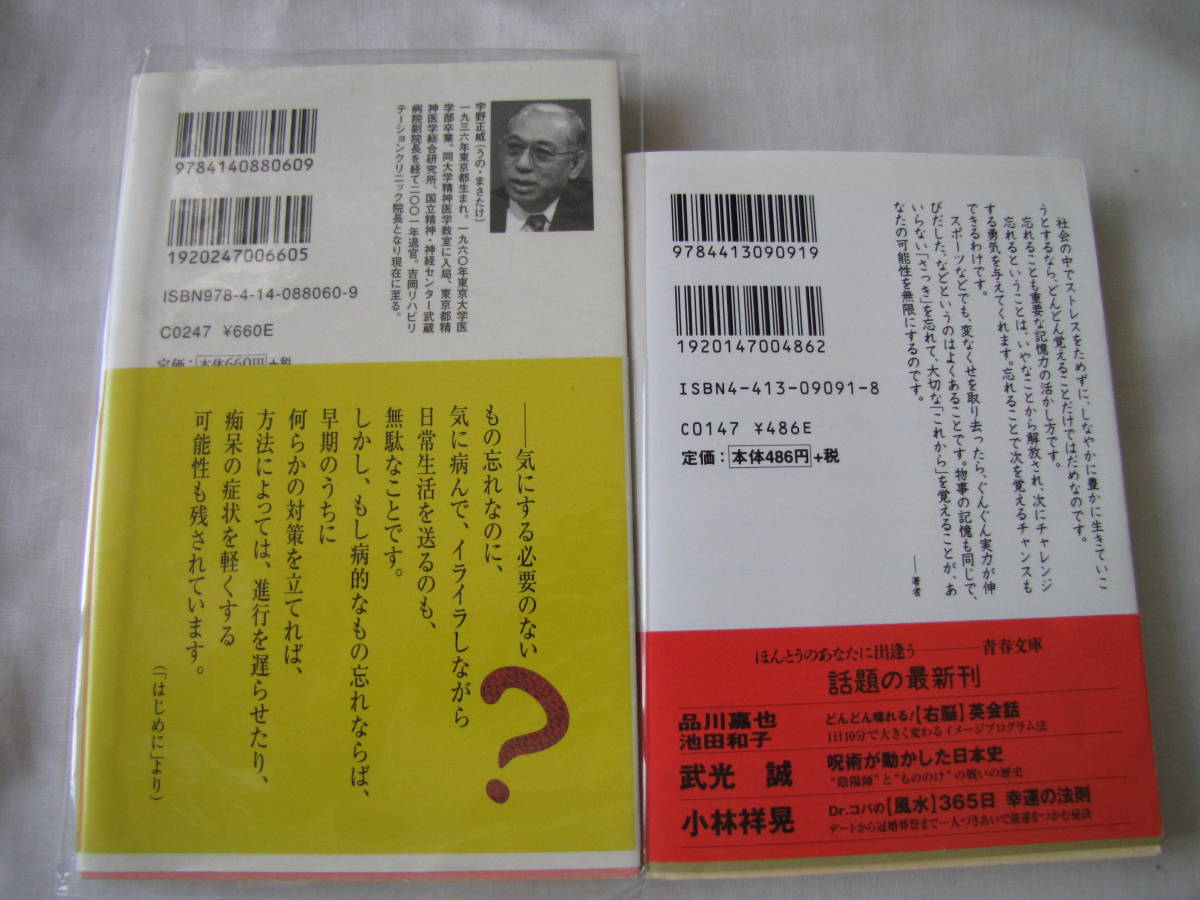 9784140880609
1920247006605
ISBN978-4-14-088060-9
C0247 ¥660E
定価：本体660円+税
宇野正威（うの・まさたけ）
一九三六年東京都生まれ。一九六〇年東京大学医
学部卒業。同大学精神医学教室に入局、東京都精
神医学総合研究所、国立精神・神経センター武蔵
病院副院長を経て二〇〇一年退官。吉岡リハビリ
テーションクリニック院長となり現在に至る。
――気にする必要のない
もの忘れなのに、
気に病んで、イライラしながら
日常生活を送るのも、
無駄なことです。
しかし、もし病的なもの忘れならば、
早期のうちに
何らかの対策を立てれば、
方法によっては、進行を遅らせたり、
痴呆の症状を軽くする
可能性も残されています。
（「はじめに」より）
?
9784413090919
1920147004862
ISBN4-413-09091-8
C0147 ¥486E
定価：本体486円+税
社会の中でストレスをためずに、しなやかに豊かに生きていこ
うとするなら、どんどん覚えることだけではだめなのです。
忘れることも重要な記憶力の活かし方です。
忘れるということは、いやなことから解放され、次にチャレンジ
する勇気を与えてくれます。忘れることで次を覚えるチャンスも
できるわけです。
スポーツなどでも、変なくせを取り去ったら、ぐんぐん実力が伸
びだした、などというのはよくあることです。物事の記憶も同じで、
いらない「さっき」を忘れて、大切な「これから」を覚えることが、あ
なたの可能性を無限にするのです。
――著者
ほんとうのあなたに出逢う――青春文庫
話題の最新刊
品川嘉也
池田和子
どんどん喋れる！【右脳】英会話
1日10分で大きく変わるイメージプログラム法
武光 誠
呪術が動かした日本史
“陰陽師”と“もののけ”の戦いの歴史
小林祥晃
Dr.コパの【風水】365日 幸運の法則
デートから冠婚葬祭まで…人づきあいで強運をつかむ秘訣